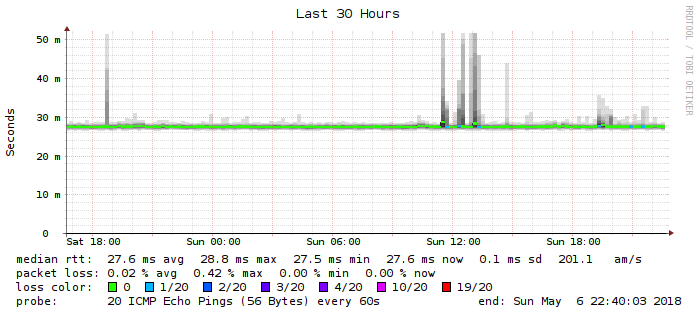 Last 30 Hours
RRDTOOL / TOBI OETIKER
Seconds
50 m
40 m
30 m
20 m
10 m
0
Sat 18:00 Sun 00:00 Sun 06:00 Sun 12:00 Sun 18:00
median rtt: 27.6 ms avg 28.8 ms max 27.5 ms min 27.6 ms now 0.1 ms sd 201.1 am/s
packet loss: 0.02 % avg 0.42 % max 0.00 % min 0.00 % now
loss color: 0 1/20 2/20 3/20 4/20 10/20 19/20
probe: 20 ICMP Echo Pings (56 Bytes) every 60s end: Sun May 6 22:40:03 2018